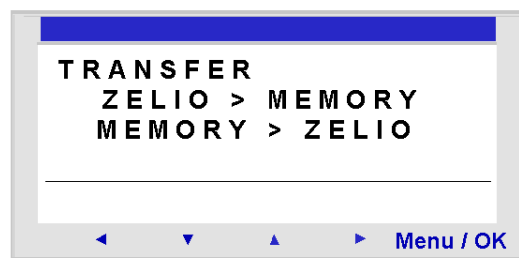 TRANSFER
ZELIO > MEMORY
MEMORY > ZELIO
Menu / OK